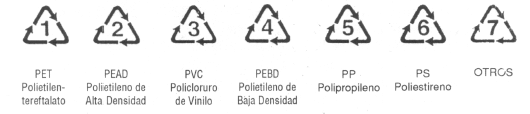 1 2 3 4 5 6 7
PET PEAD PVC PEBD PP PS OTROS
Polietilen- Polietileno de Policloruro Polietileno de Polipropileno Poliestireno
tereftalato Alta Densidad de Vinilo Baja Densidad